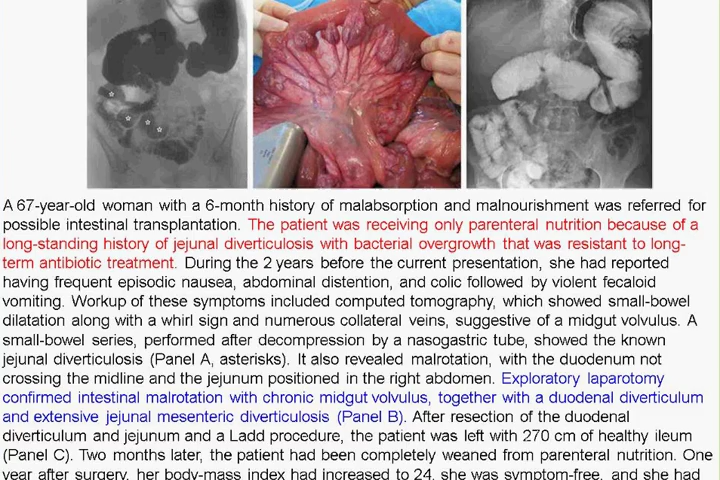 A 67-year-old woman with a 6-month history of malabsorption and malnourishment was referred for
possible intestinal transplantation. The patient was receiving only parenteral nutrition because of a
long-standing history of jejunal diverticulosis with bacterial overgrowth that was resistant to long-
term antibiotic treatment. During the 2 years before the current presentation, she had reported
having frequent episodic nausea, abdominal distention, and colic followed by violent fecaloid
vomiting. Workup of these symptoms included computed tomography, which showed small-bowel
dilatation along with a whirl sign and numerous collateral veins, suggestive of a midgut volvulus. A
small-bowel series, performed after decompression by a nasogastric tube, showed the known
jejunal diverticulosis (Panel A, asterisks). It also revealed malrotation, with the duodenum not
crossing the midline and the jejunum positioned in the right abdomen. Exploratory laparotomy
confirmed intestinal malrotation with chronic midgut volvulus, together with a duodenal diverticulum
and extensive jejunal mesenteric diverticulosis (Panel B). After resection of the duodenal
diverticulum and jejunum and a Ladd procedure, the patient was left with 270 cm of healthy ileum
(Panel C). Two months later, the patient had been completely weaned from parenteral nutrition. One
year after surgery, her body-mass index had increased to 24, she was symptom-free, and she had